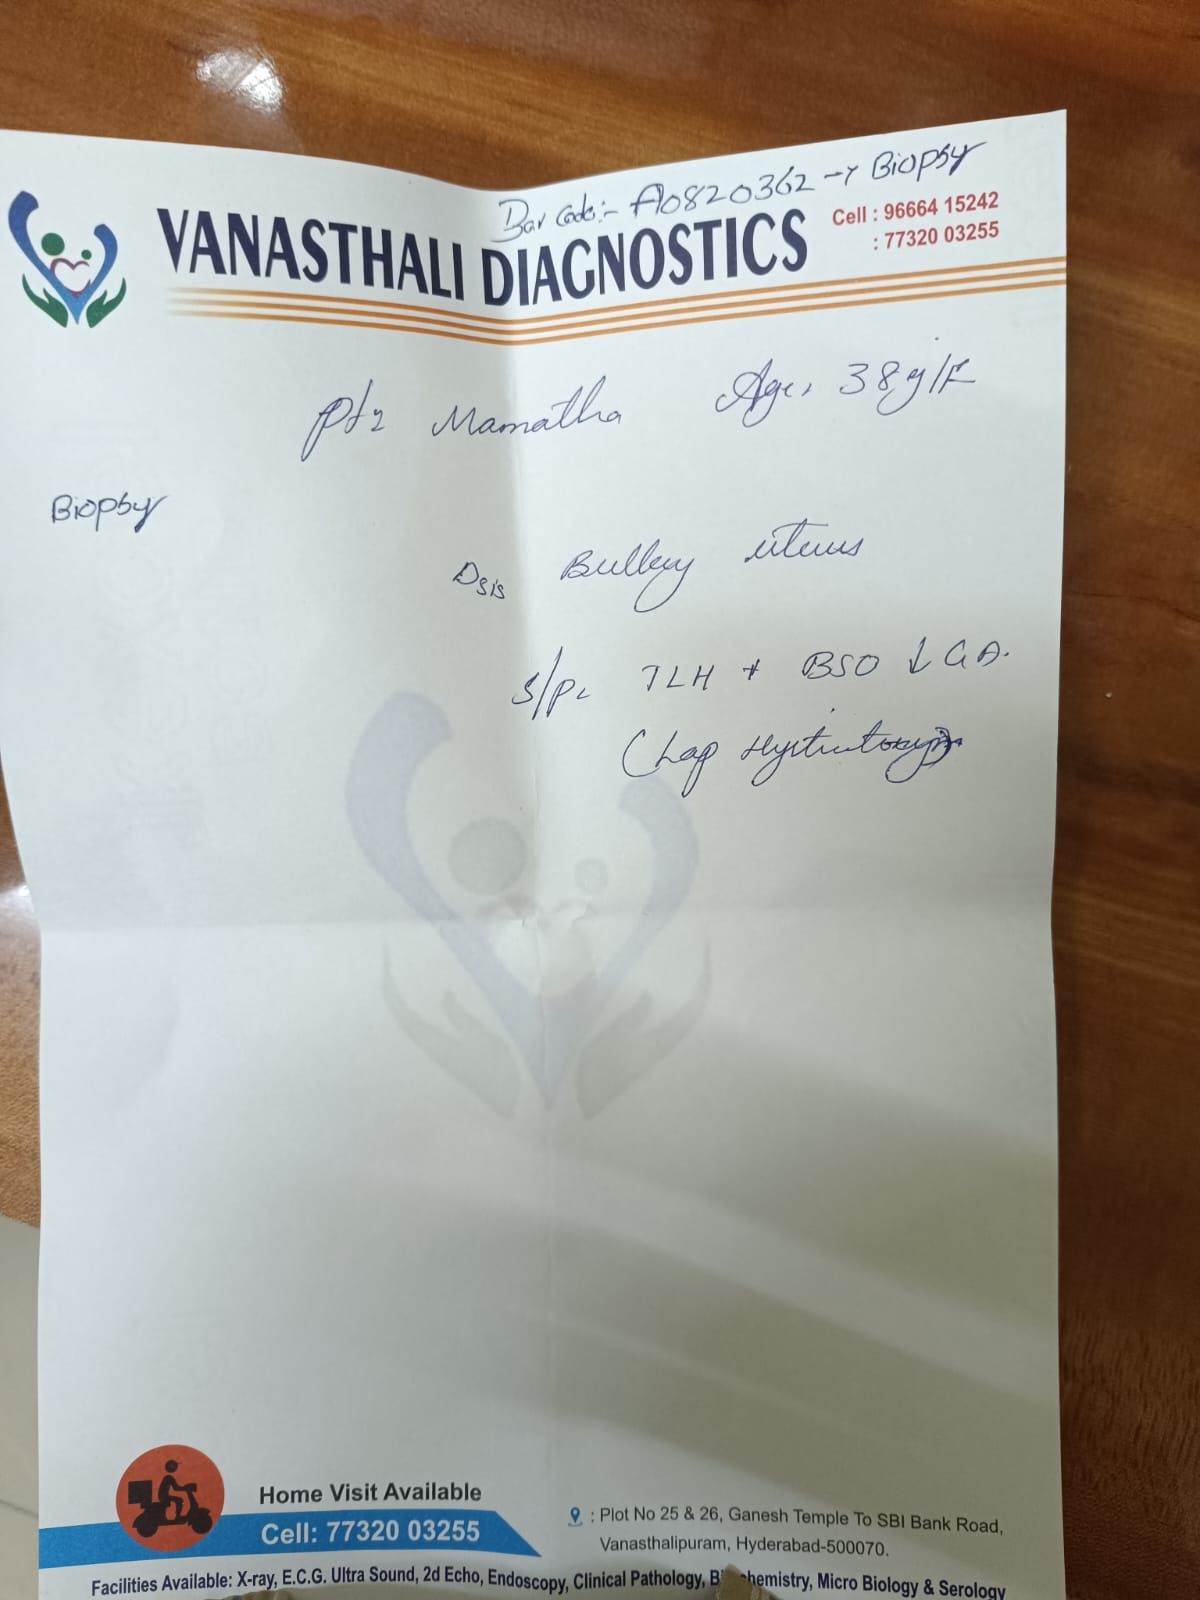 Bar Code:- A0820362 → Biopsy
VANASTHALI DIAGNOSTICS
Cell : 96664 15242
: 77320 03255
Pt: Mamatha Age: 38y/F
Biopsy
Dsis Bulky uterus
S/P: TLH + BSO ↓ GA.
(Lap Hysterectomy)
Home Visit Available
Cell: 77320 03255
: Plot No 25 & 26, Ganesh Temple To SBI Bank Road,
Vanasthalipuram, Hyderabad-500070.
Facilities Available: X-ray, E.C.G. Ultra Sound, 2d Echo, Endoscopy, Clinical Pathology, Micro Biology & Serology